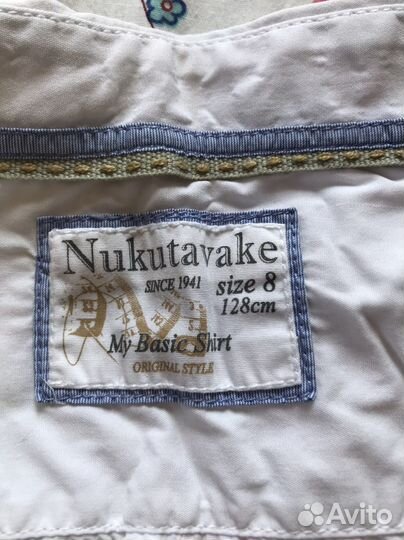 Nukutavake
SINCE 1941 size 8
128cm
My Basic Shirt
ORIGINAL STYLE
Avito